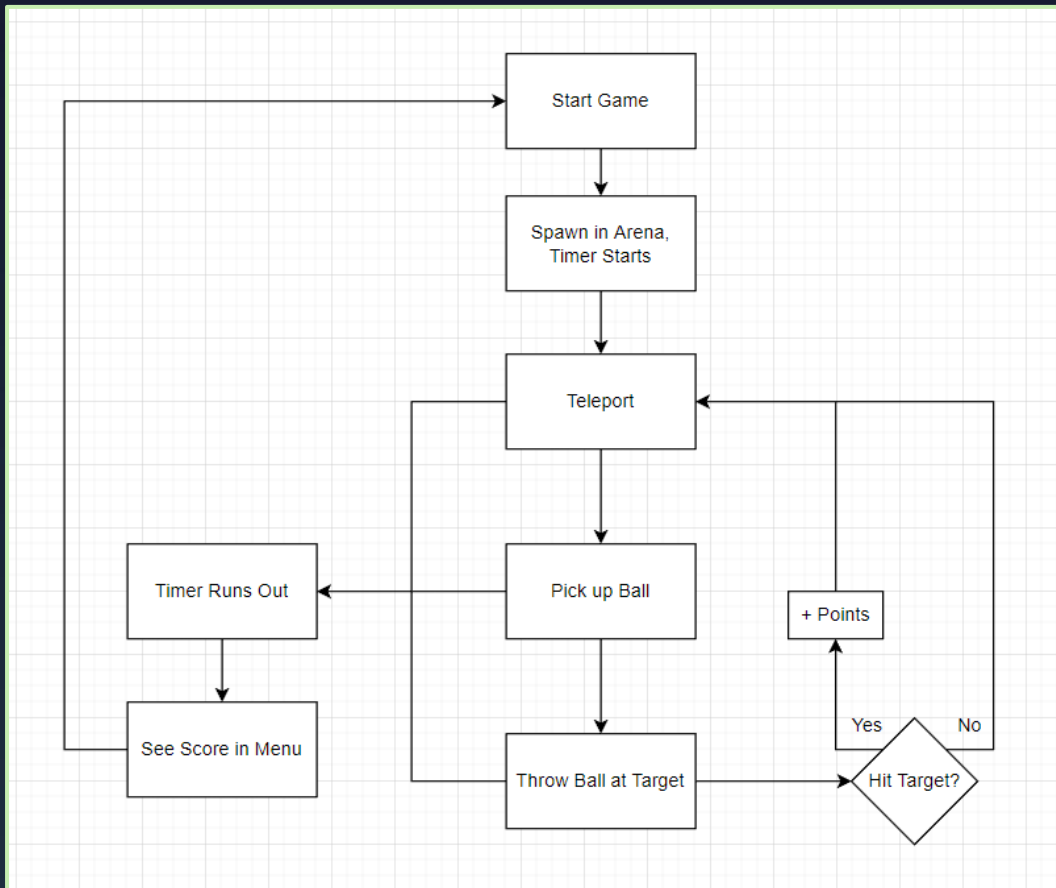 Start Game
Spawn in Arena,
Timer Starts
Teleport
Timer Runs Out
Pick up Ball
+ Points
Yes
No
See Score in Menu
Throw Ball at Target
Hit Target?